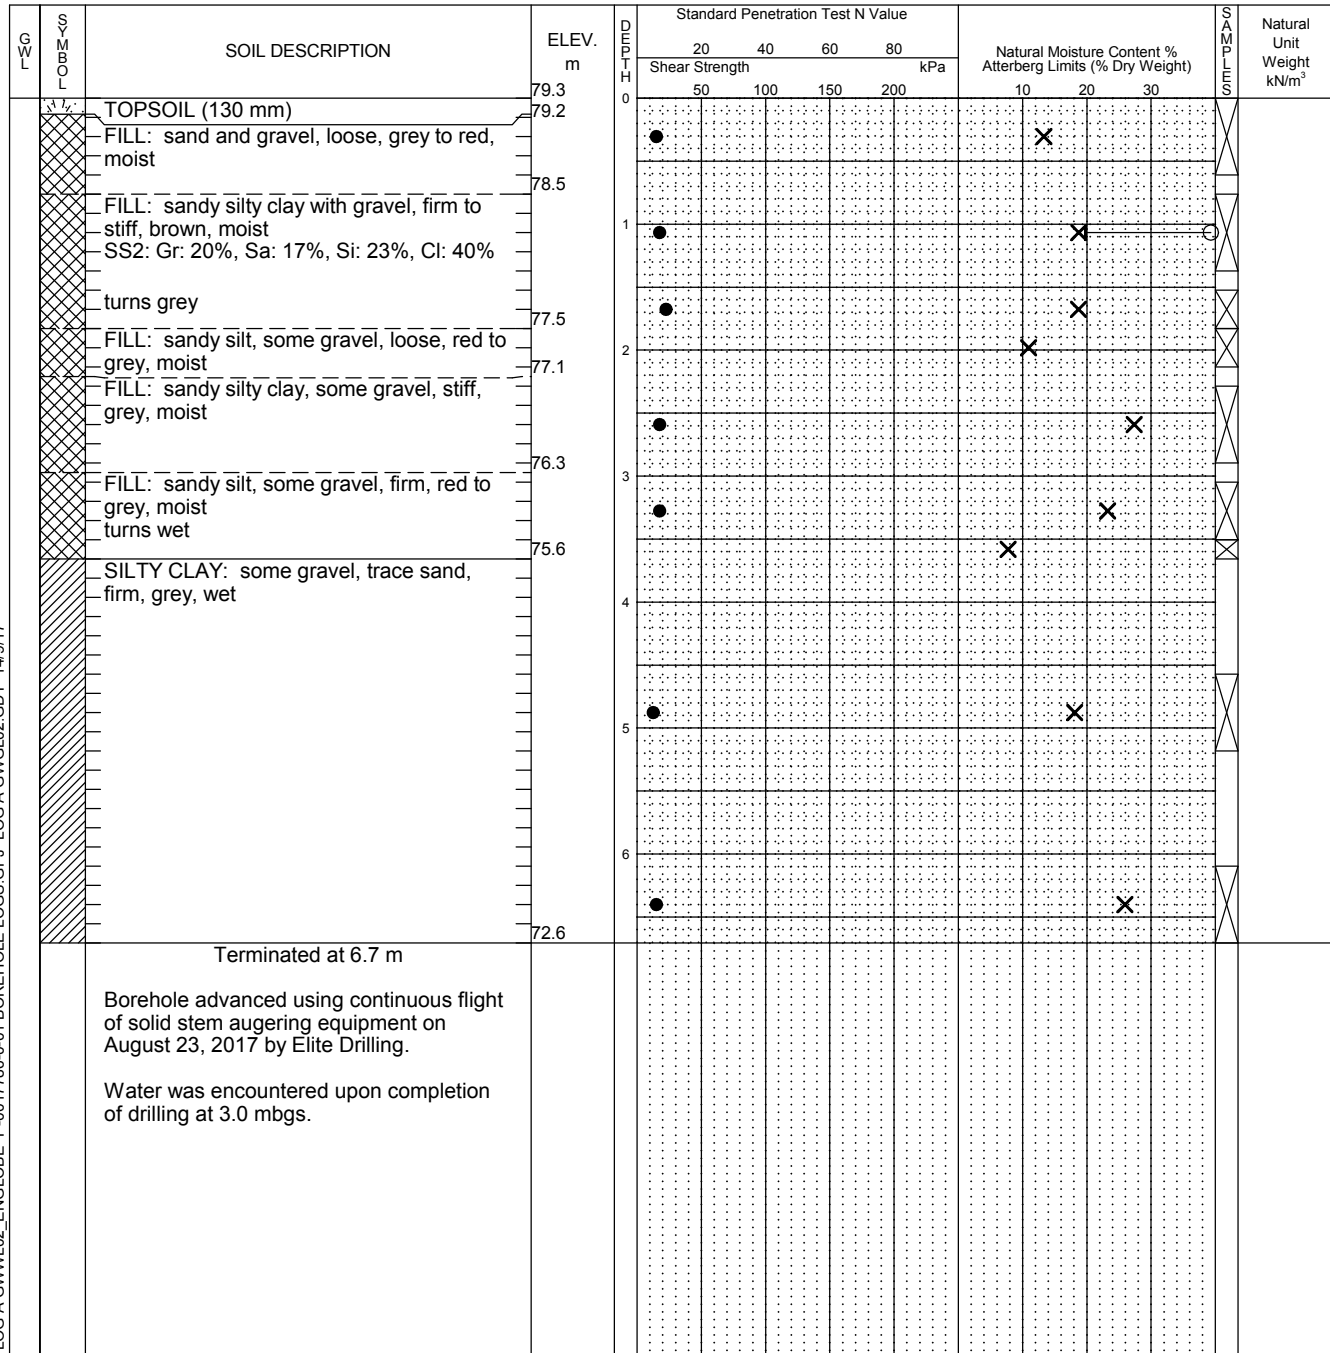 GWL
SYMBOL
SOIL DESCRIPTION
ELEV.
m
DEPTH
Standard Penetration Test N Value
20 40 60 80
Shear Strength kPa
50 100 150 200
Natural Moisture Content %
Atterberg Limits (% Dry Weight)
10 20 30
SAMPLES
Natural
Unit
Weight
kN/m³
79.3
0
TOPSOIL (130 mm)
79.2
FILL: sand and gravel, loose, grey to red,
moist
78.5
FILL: sandy silty clay with gravel, firm to
stiff, brown, moist
1
SS2: Gr: 20%, Sa: 17%, Si: 23%, Cl: 40%
turns grey
77.5
FILL: sandy silt, some gravel, loose, red to
grey, moist
2
77.1
FILL: sandy silty clay, some gravel, stiff,
grey, moist
76.3
3
FILL: sandy silt, some gravel, firm, red to
grey, moist
turns wet
75.6
SILTY CLAY: some gravel, trace sand,
firm, grey, wet
4
5
6
72.6
Terminated at 6.7 m
Borehole advanced using continuous flight
of solid stem augering equipment on
August 23, 2017 by Elite Drilling.
Water was encountered upon completion
of drilling at 3.0 mbgs.